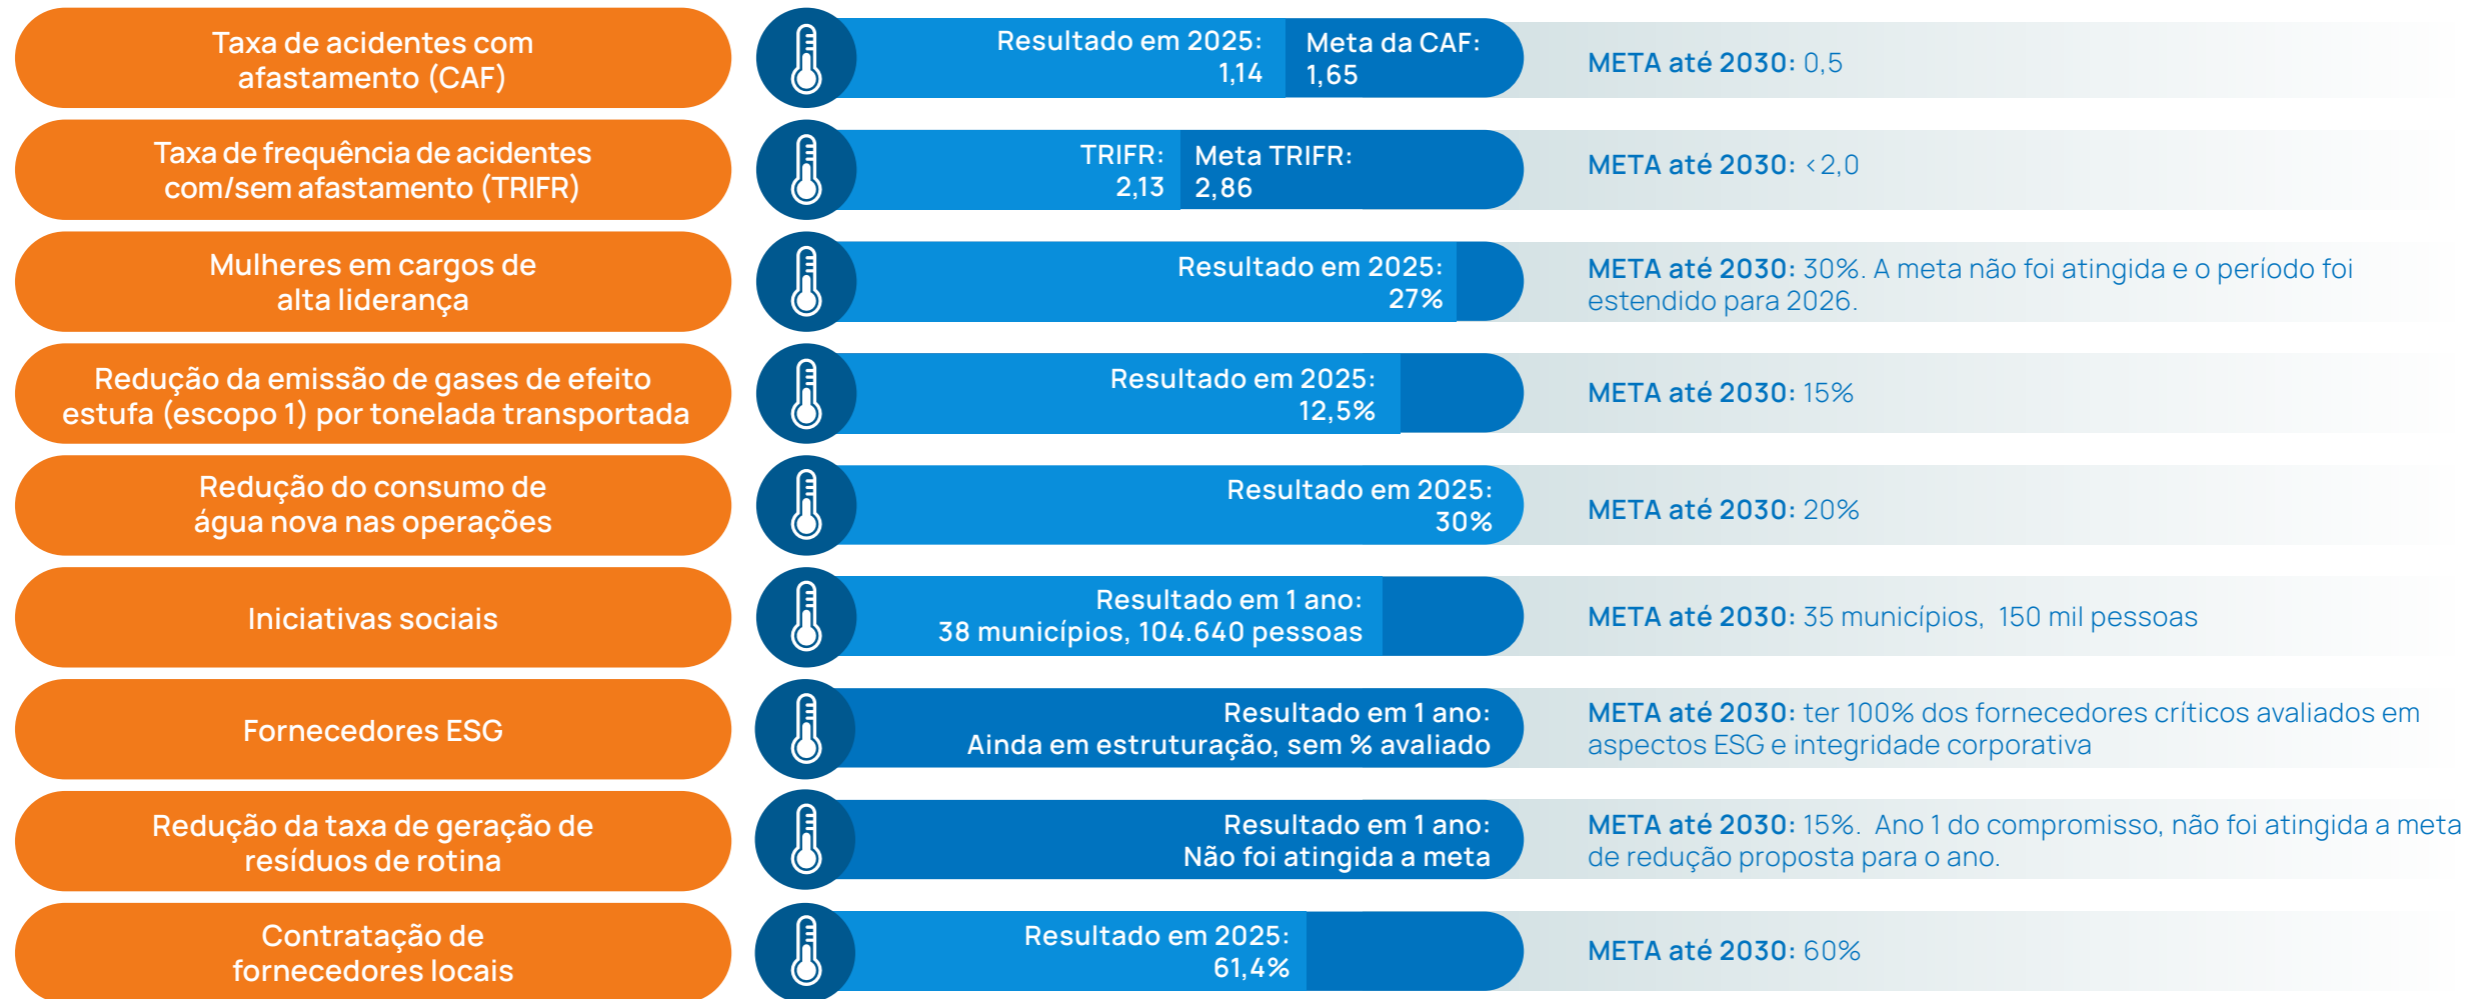 Taxa de acidentes com
afastamento (CAF)
Resultado em 2025:
1,14
Meta da CAF:
1,65
META até 2030: 0,5
Taxa de frequência de acidentes
com/sem afastamento (TRIFR)
TRIFR:
2,13
Meta TRIFR:
2,86
META até 2030: <2,0
Mulheres em cargos de
alta liderança
Resultado em 2025:
27%
META até 2030: 30%. A meta não foi atingida e o período foi
estendido para 2026.
Redução da emissão de gases de efeito
estufa (escopo 1) por tonelada transportada
Resultado em 2025:
12,5%
META até 2030: 15%
Redução do consumo de
água nova nas operações
Resultado em 2025:
30%
META até 2030: 20%
Iniciativas sociais
Resultado em 1 ano:
38 municípios, 104.640 pessoas
META até 2030: 35 municípios, 150 mil pessoas
Fornecedores ESG
Resultado em 1 ano:
Ainda em estruturação, sem % avaliado
META até 2030: ter 100% dos fornecedores críticos avaliados em
aspectos ESG e integridade corporativa
Redução da taxa de geração de
resíduos de rotina
Resultado em 1 ano:
Não foi atingida a meta
META até 2030: 15%. Ano 1 do compromisso, não foi atingida a meta
de redução proposta para o ano.
Contratação de
fornecedores locais
Resultado em 2025:
61,4%
META até 2030: 60%